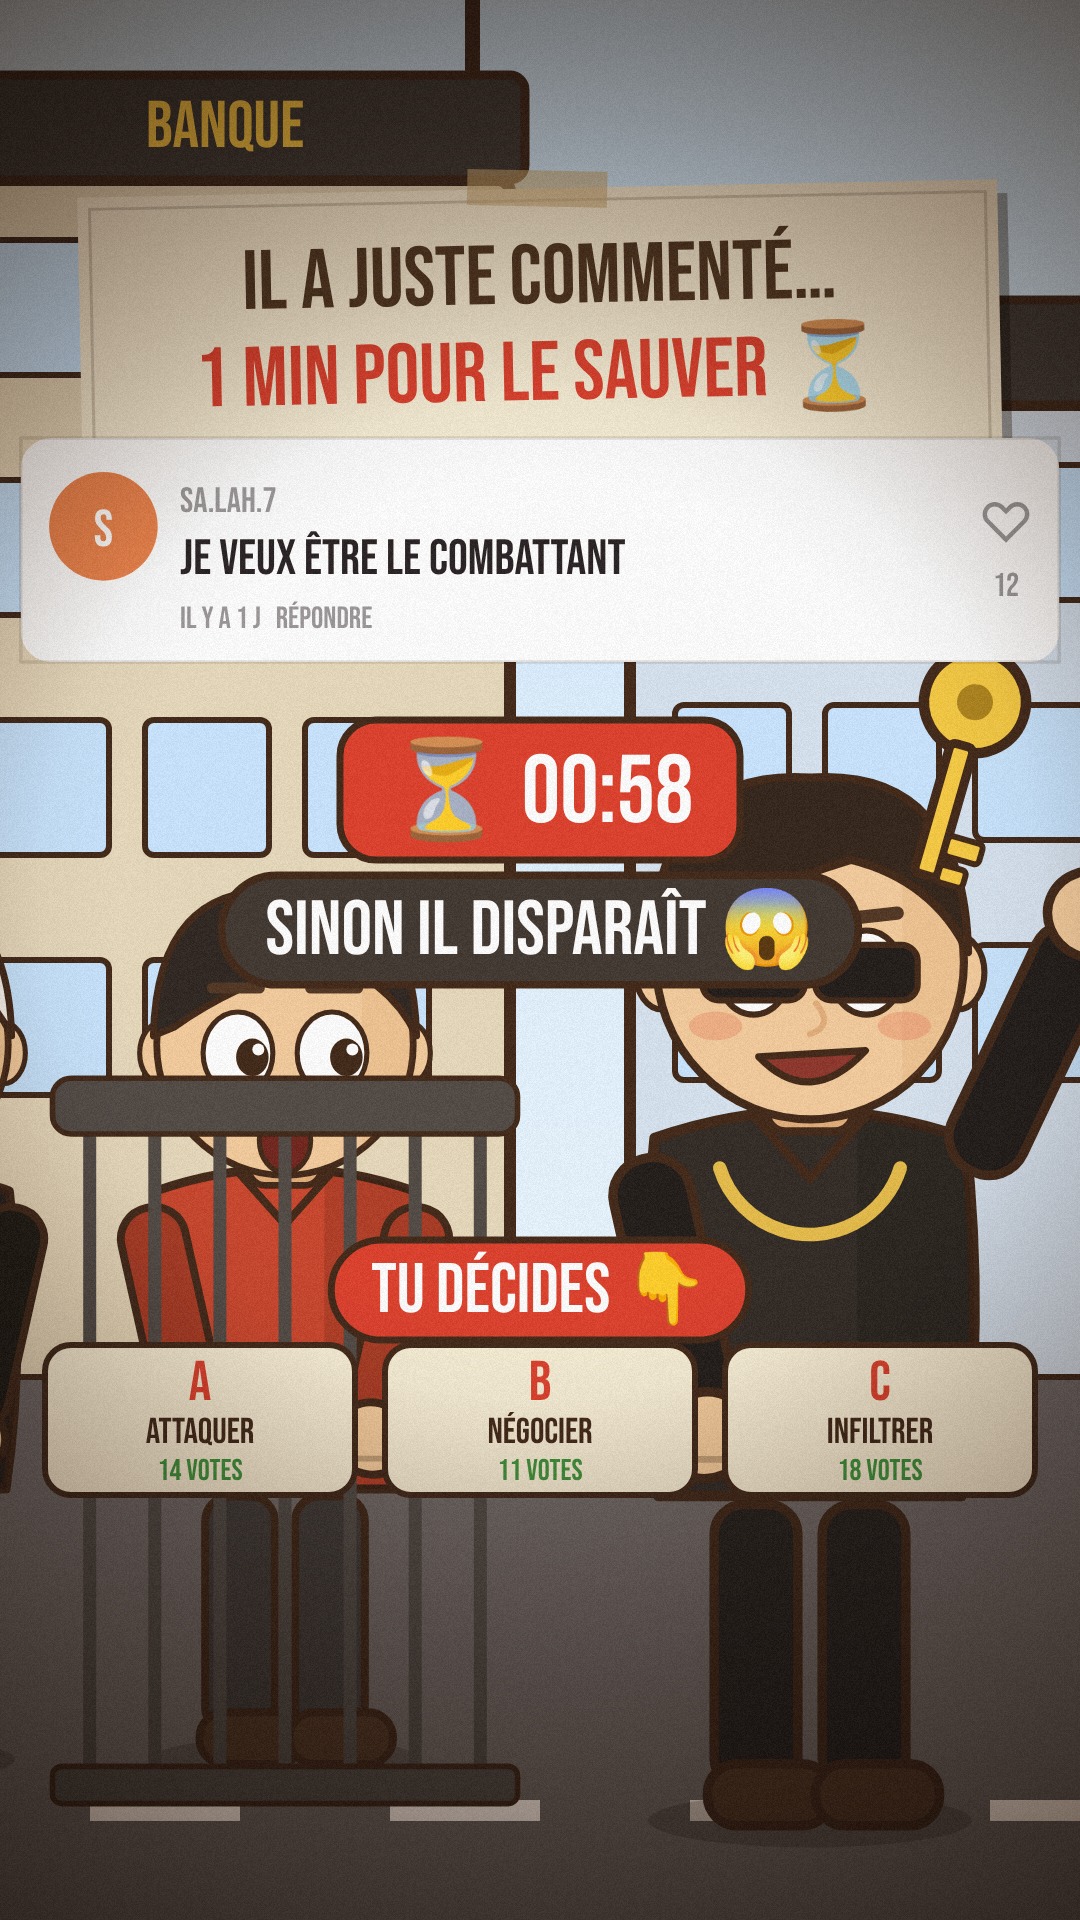 BANQUE
IL A JUSTE COMMENTÉ...
1 MIN POUR LE SAUVER ⏳
S
SA.LAH.7
JE VEUX ÊTRE LE COMBATTANT
IL Y A 1 J RÉPONDRE
12
⏳ 00:58
SINON IL DISPARAÎT 😱
TU DÉCIDES 👇
A
ATTAQUER
14 VOTES
B
NÉGOCIER
11 VOTES
C
INFILTRER
18 VOTES